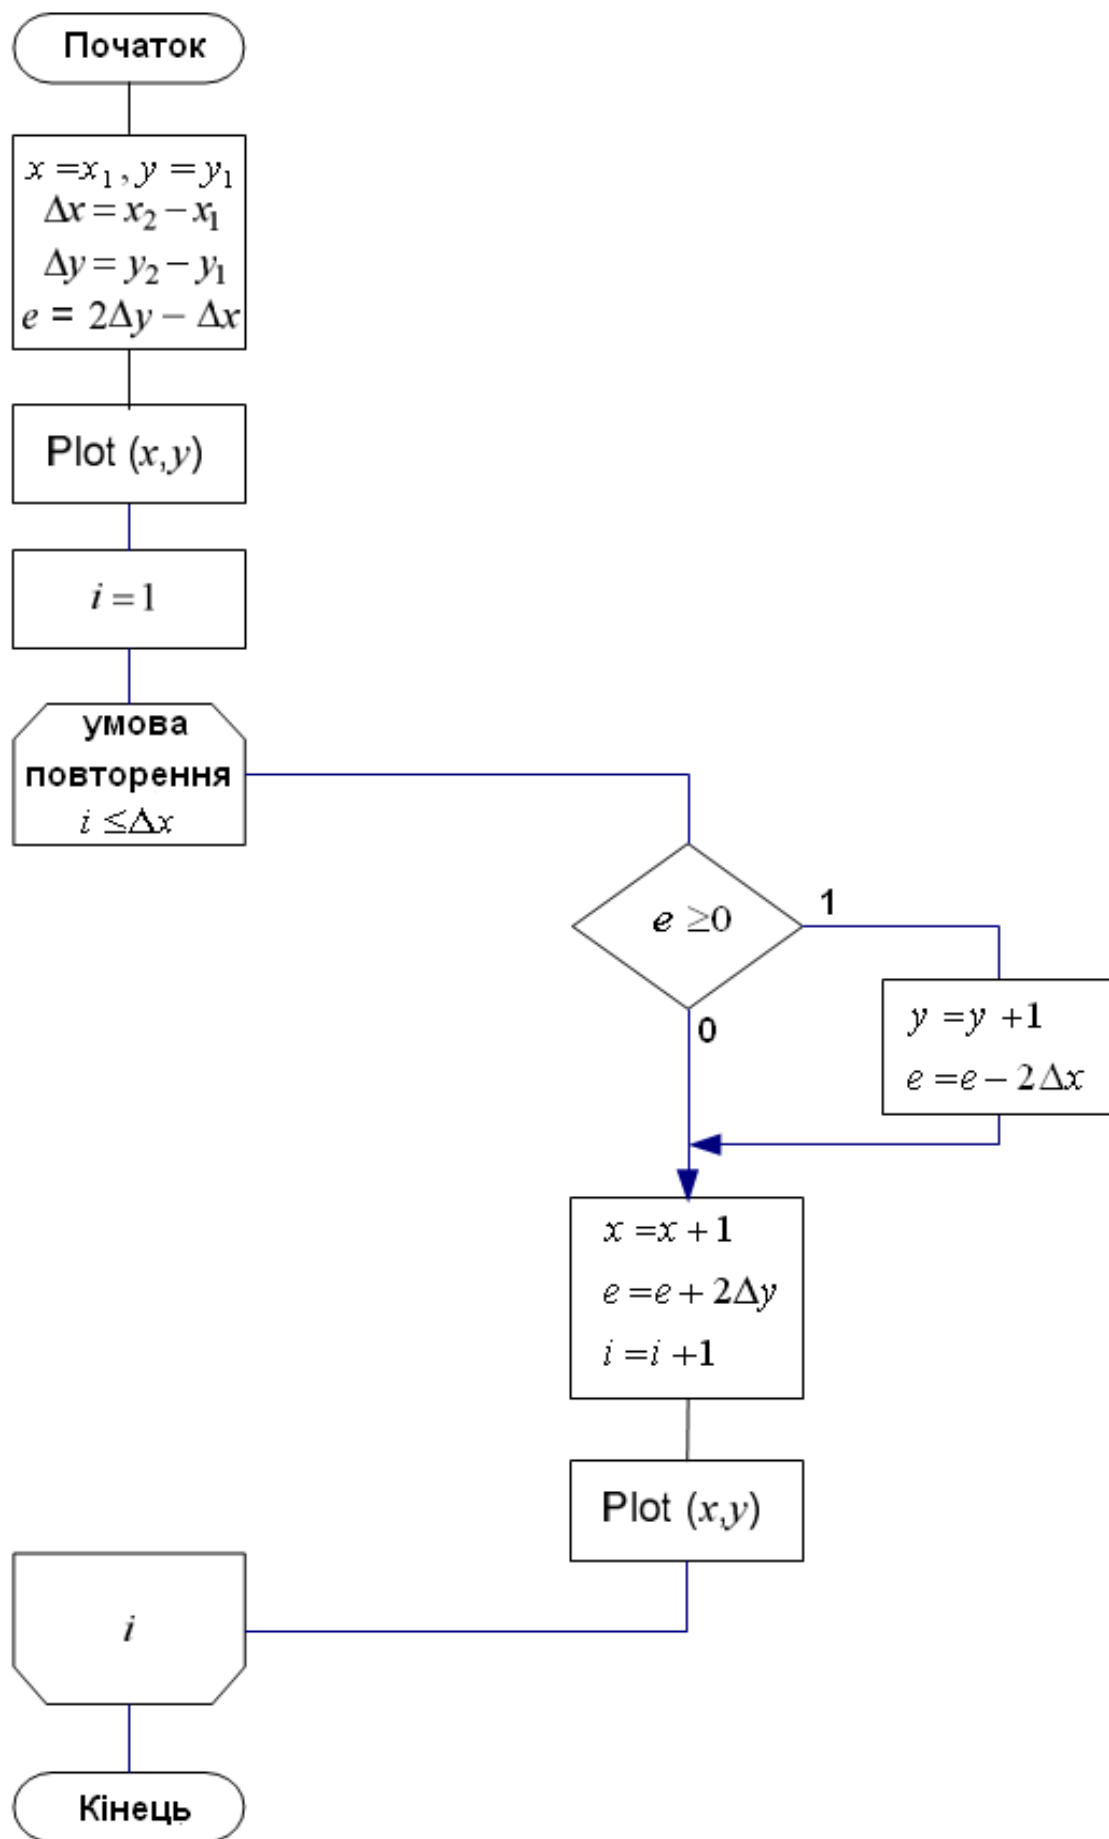 Початок
x = x₁, y = y₁
Δx = x₂ − x₁
Δy = y₂ − y₁
e = 2Δy − Δx
Plot (x,y)
i = 1
умова
повторення
i ≤ Δx
e ≥0
1
0
y = y + 1
e = e − 2Δx
x = x + 1
e = e + 2Δy
i = i + 1
Plot (x,y)
i
Кінець